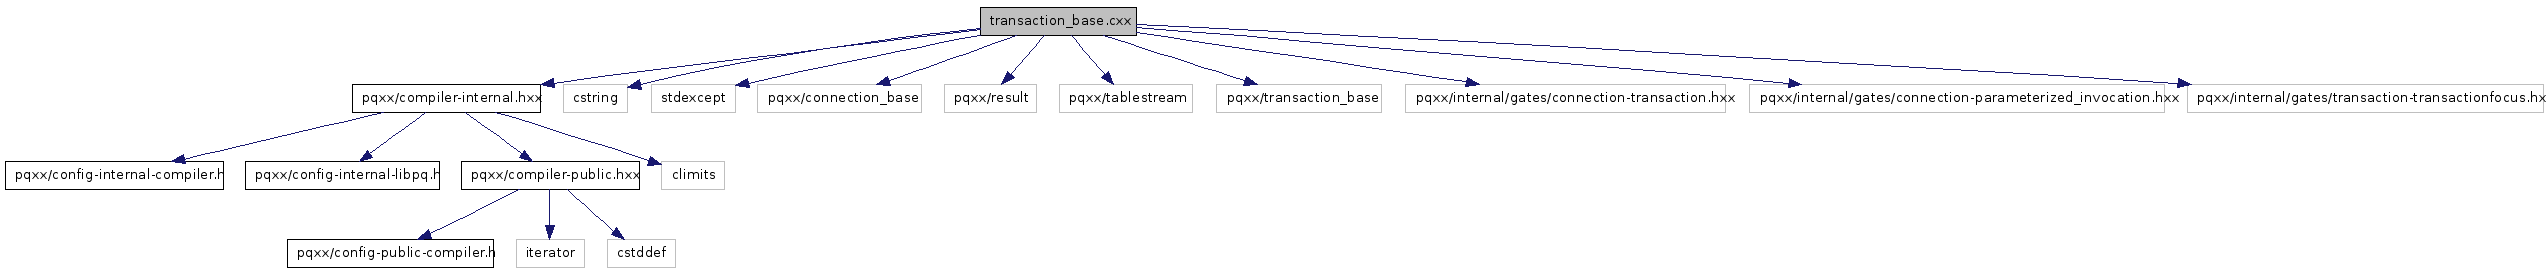 transaction_base.cxx
pqxx/compiler-internal.hxx
cstring
stdexcept
pqxx/connection_base
pqxx/result
pqxx/tablestream
pqxx/transaction_base
pqxx/internal/gates/connection-transaction.hxx
pqxx/internal/gates/connection-parameterized_invocation.hxx
pqxx/internal/gates/transaction-transactionfocus.hx
pqxx/config-internal-compiler.h
pqxx/config-internal-libpq.h
pqxx/compiler-public.hxx
climits
pqxx/config-public-compiler.h
iterator
cstddef